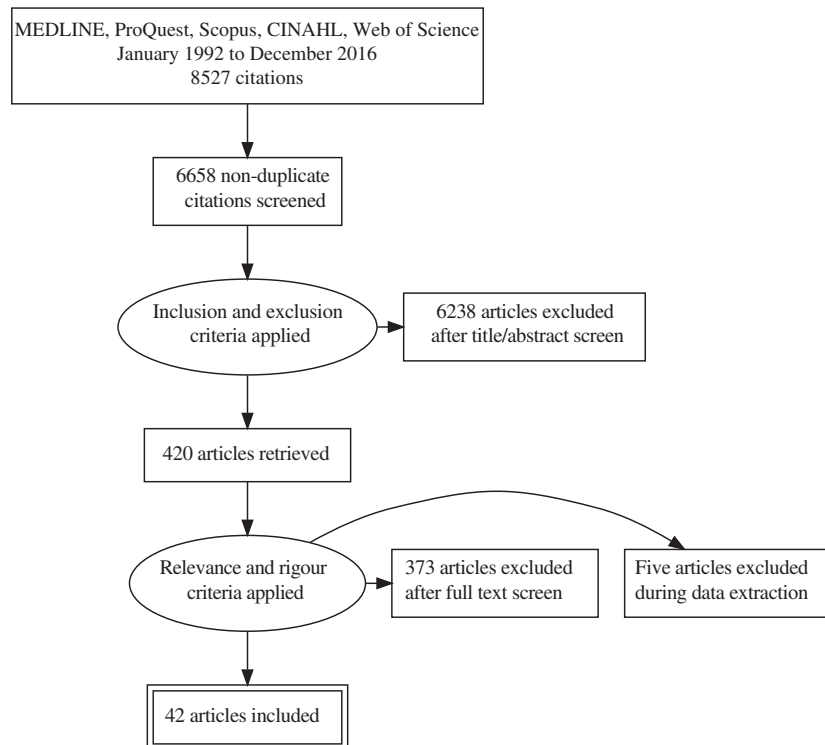 MEDLINE, ProQuest, Scopus, CINAHL, Web of Science
January 1992 to December 2016
8527 citations
6658 non-duplicate
citations screened
Inclusion and exclusion
criteria applied
6238 articles excluded
after title/abstract screen
420 articles retrieved
Relevance and rigour
criteria applied
373 articles excluded
after full text screen
Five articles excluded
during data extraction
42 articles included